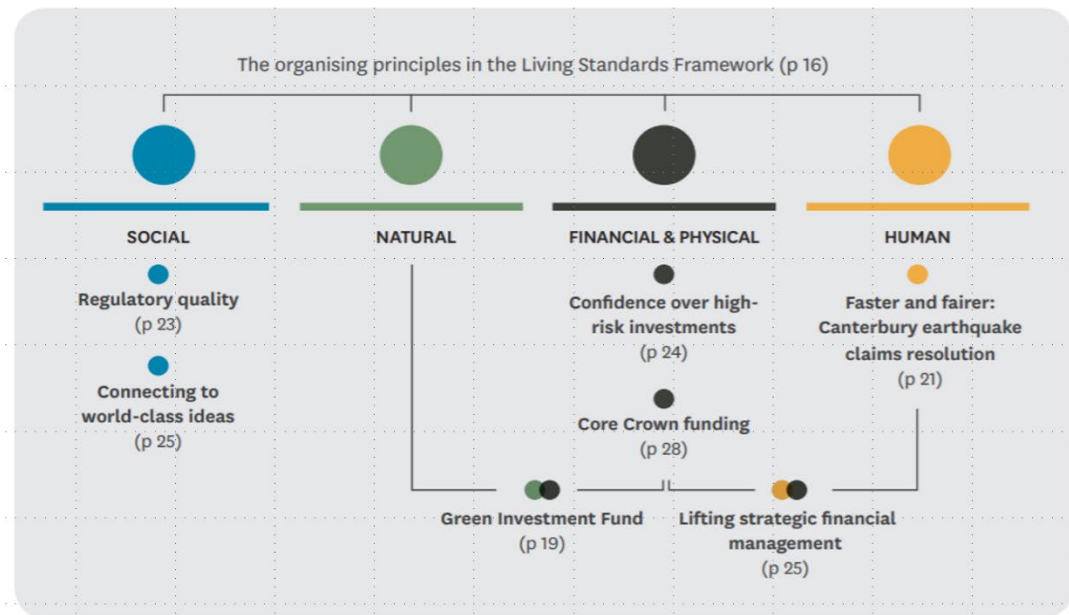 The organising principles in the Living Standards Framework (p 16)
SOCIAL
NATURAL
FINANCIAL & PHYSICAL
HUMAN
Regulatory quality
(p 23)
Connecting to
world-class ideas
(p 25)
Confidence over high-
risk investments
(p 24)
Core Crown funding
(p 28)
Faster and fairer:
Canterbury earthquake
claims resolution
(p 21)
Green Investment Fund
(p 19)
Lifting strategic financial
management
(p 25)